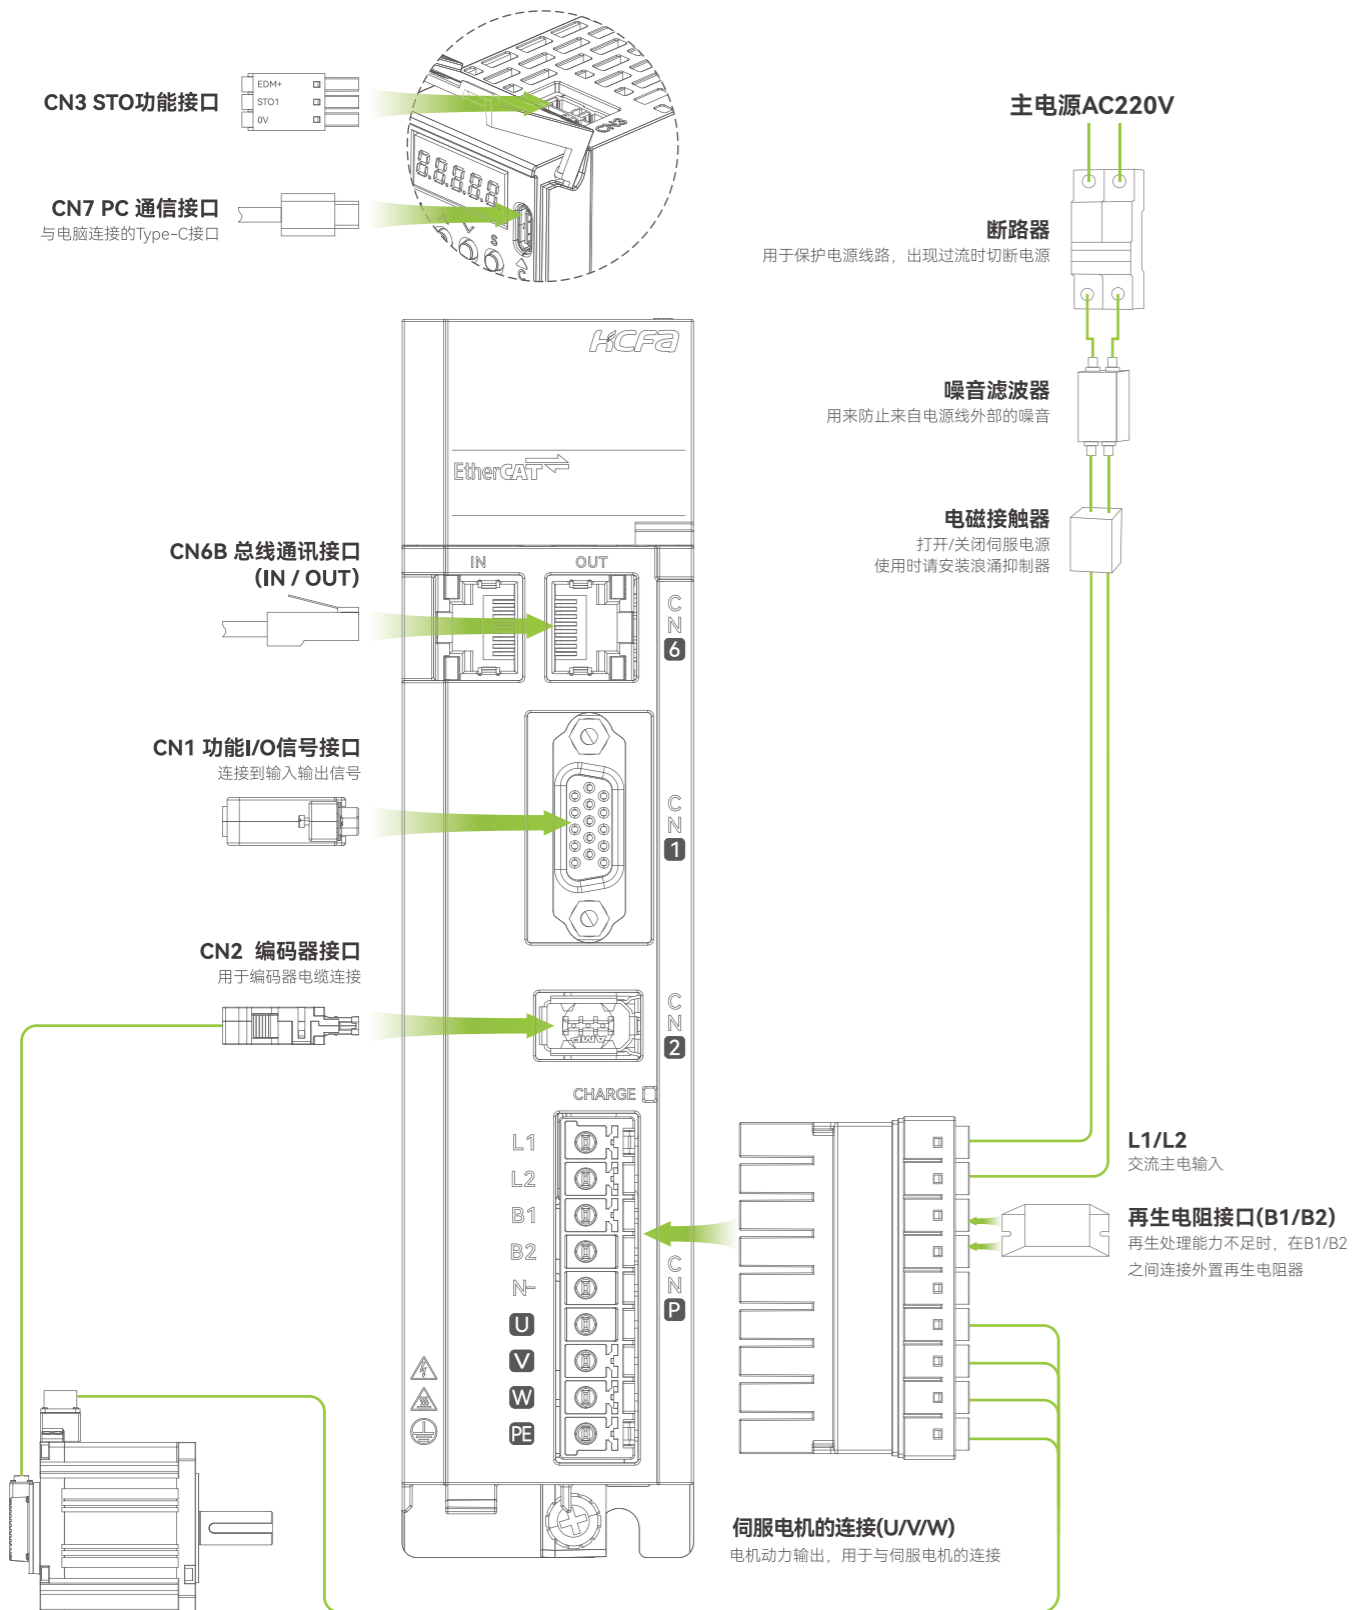 CN3 STO功能接口
EDM+
STO1
0V
CN3
主电源AC220V
CN7 PC 通信接口
与电脑连接的Type-C接口
S
断路器
用于保护电源线路，出现过流时切断电源
HCFA
噪音滤波器
用来防止来自电源线外部的噪音
EtherCAT
电磁接触器
打开/关闭伺服电源
使用时请安装浪涌抑制器
CN6B 总线通讯接口
(IN / OUT)
IN
OUT
CN6
CN1 功能I/O信号接口
连接到输入输出信号
CN1
CN2 编码器接口
用于编码器电缆连接
AMP
CN2
CHARGE
L1
L2
B1
B2
N-
U
V
W
PE
CNP
L1/L2
交流主电输入
再生电阻接口(B1/B2)
再生处理能力不足时，在B1/B2
之间连接外置再生电阻器
伺服电机的连接(U/V/W)
电机动力输出，用于与伺服电机的连接